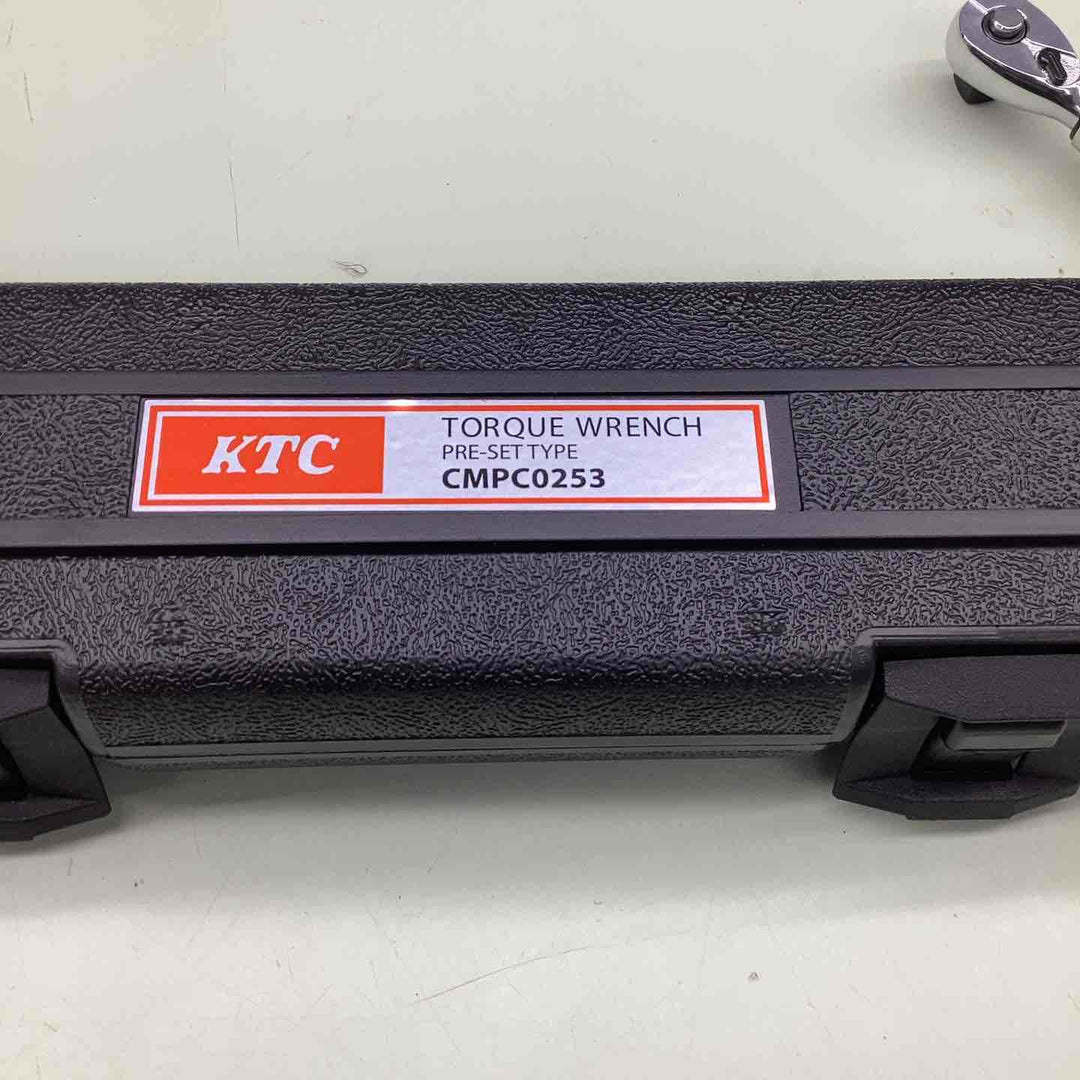 KTC
TORQUE WRENCH
PRE-SET TYPE
CMPC0253